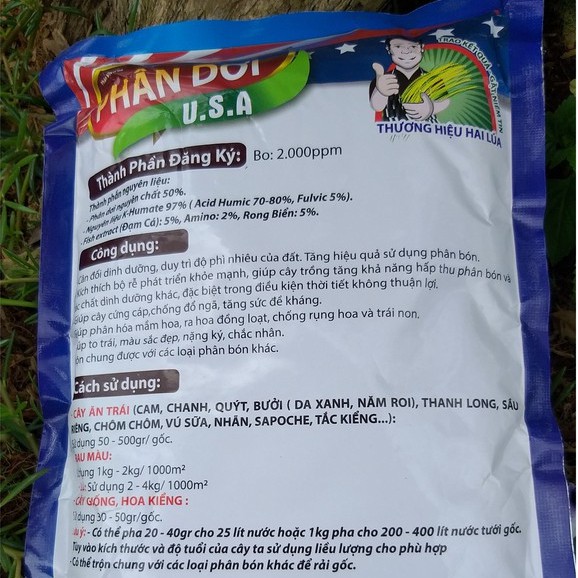 PHÂN DƠI
U.S.A
TRAO KẾT QUẢ - GẶT NIỀM TIN
THƯƠNG HIỆU HAI LÚA
Thành Phần Đăng Ký: Bo: 2.000ppm
Thành phần nguyên liệu:
- Phân dơi nguyên chất 50%.
- Nguyên liệu K-Humate 97% ( Acid Humic 70-80%, Fulvic 5%).
- Fish extract (Đạm Cá): 5%, Amino: 2%, Rong Biển: 5%.
Công dụng:
Cân đối dinh dưỡng, duy trì độ phì nhiêu của đất. Tăng hiệu quả sử dụng phân bón.
Kích thích bộ rễ phát triển khỏe mạnh, giúp cây trồng tăng khả năng hấp thu phân bón và
chất dinh dưỡng khác, đặc biệt trong điều kiện thời tiết không thuận lợi.
Giúp cây cứng cáp,chống đổ ngã, tăng sức đề kháng.
Giúp phân hóa mầm hoa, ra hoa đồng loạt, chống rụng hoa và trái non.
Giúp to trái, màu sắc đẹp, nặng ký, chắc nhân.
chung được với các loại phân bón khác.
Cách sử dụng:
- CÂY ĂN TRÁI (CAM, CHANH, QUÝT, BƯỞI ( DA XANH, NĂM ROI), THANH LONG, SẦU
RIÊNG, CHÔM CHÔM, VÚ SỮA, NHÃN, SAPOCHE, TẮC KIỂNG...):
Sử dụng 50 - 500gr/ gốc.
RAU MÀU:
dụng 1kg - 2kg/ 1000m²
Sử dụng 2 - 4kg/ 1000m²
- CÂY GIỐNG, HOA KIỂNG :
Sử dụng 30 - 50gr/gốc.
Lưu ý: - Có thể pha 20 - 40gr cho 25 lít nước hoặc 1kg pha cho 200 - 400 lít nước tưới gốc.
Tùy vào kích thước và độ tuổi của cây ta sử dụng liều lượng cho phù hợp
-Có thể trộn chung với các loại phân bón khác để rải gốc.